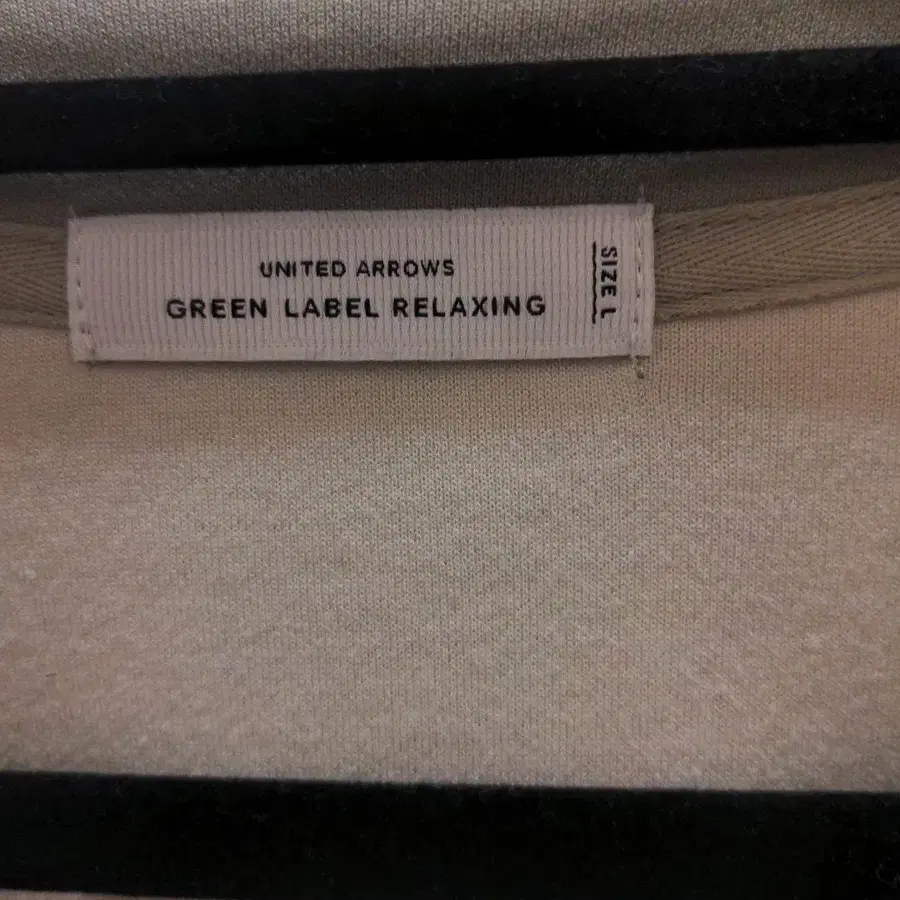 UNITED ARROWS
GREEN LABEL RELAXING
SIZE L